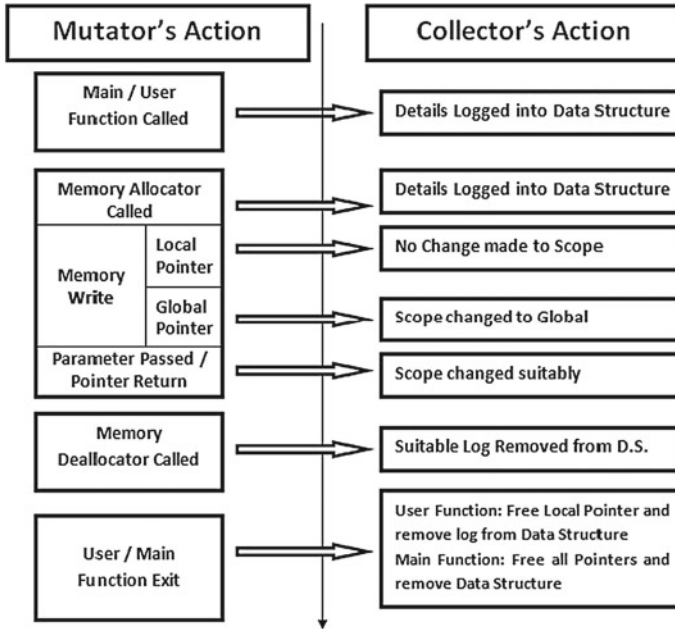 Mutator's Action
Collector's Action
Main / User
Function Called
Details Logged into Data Structure
Memory Allocator
Called
Details Logged into Data Structure
Memory
Write
Local
Pointer
No Change made to Scope
Global
Pointer
Scope changed to Global
Parameter Passed /
Pointer Return
Scope changed suitably
Memory
Deallocator Called
Suitable Log Removed from D.S.
User / Main
Function Exit
User Function: Free Local Pointer and
remove log from Data Structure
Main Function: Free all Pointers and
remove Data Structure